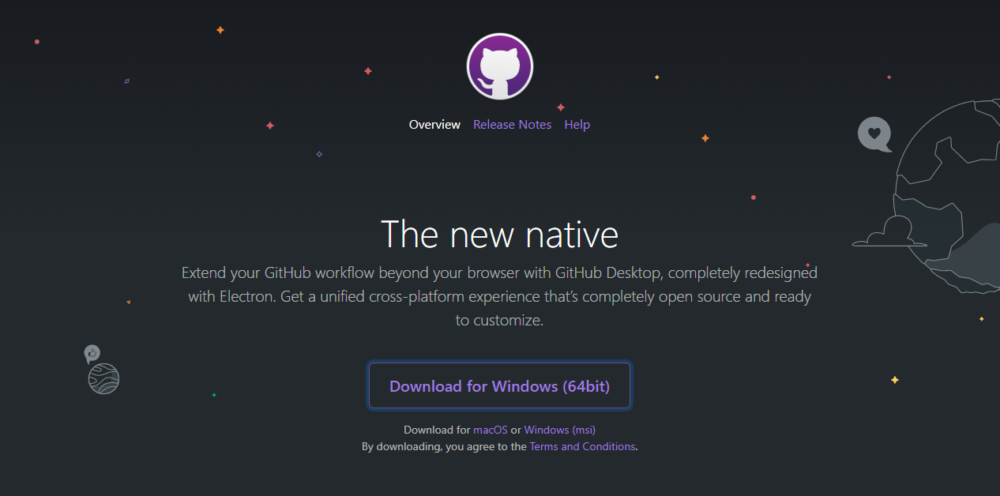 Overview Release Notes Help
The new native
Extend your GitHub workflow beyond your browser with GitHub Desktop, completely redesigned
with Electron. Get a unified cross-platform experience that’s completely open source and ready
to customize.
Download for Windows (64bit)
Download for macOS or Windows (msi)
By downloading, you agree to the Terms and Conditions.